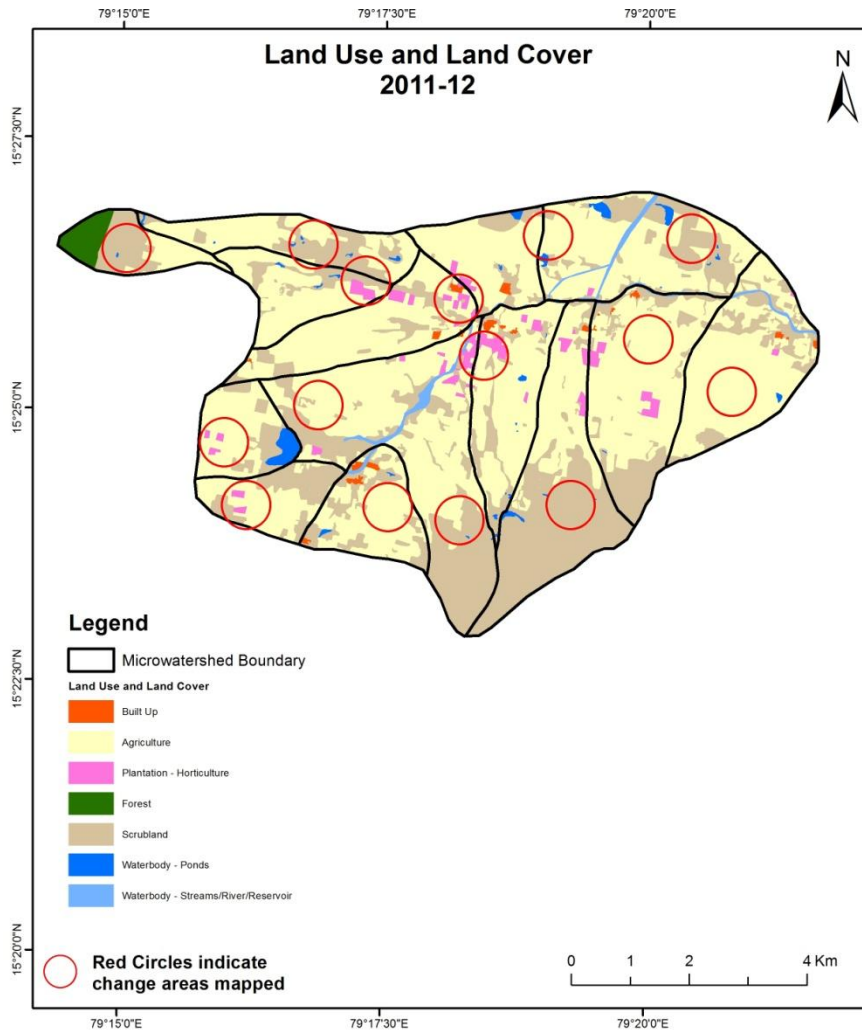 79°15'0"E 79°17'30"E 79°20'0"E
Land Use and Land Cover
2011-12
N
15°27'30"N
15°25'0"N
15°22'30"N
15°20'0"N
Legend
Microwatershed Boundary
Land Use and Land Cover
Built Up
Agriculture
Plantation - Horticulture
Forest
Scrubland
Waterbody - Ponds
Waterbody - Streams/River/Reservoir
Red Circles indicate
change areas mapped
0 1 2 4 Km
79°15'0"E 79°17'30"E 79°20'0"E